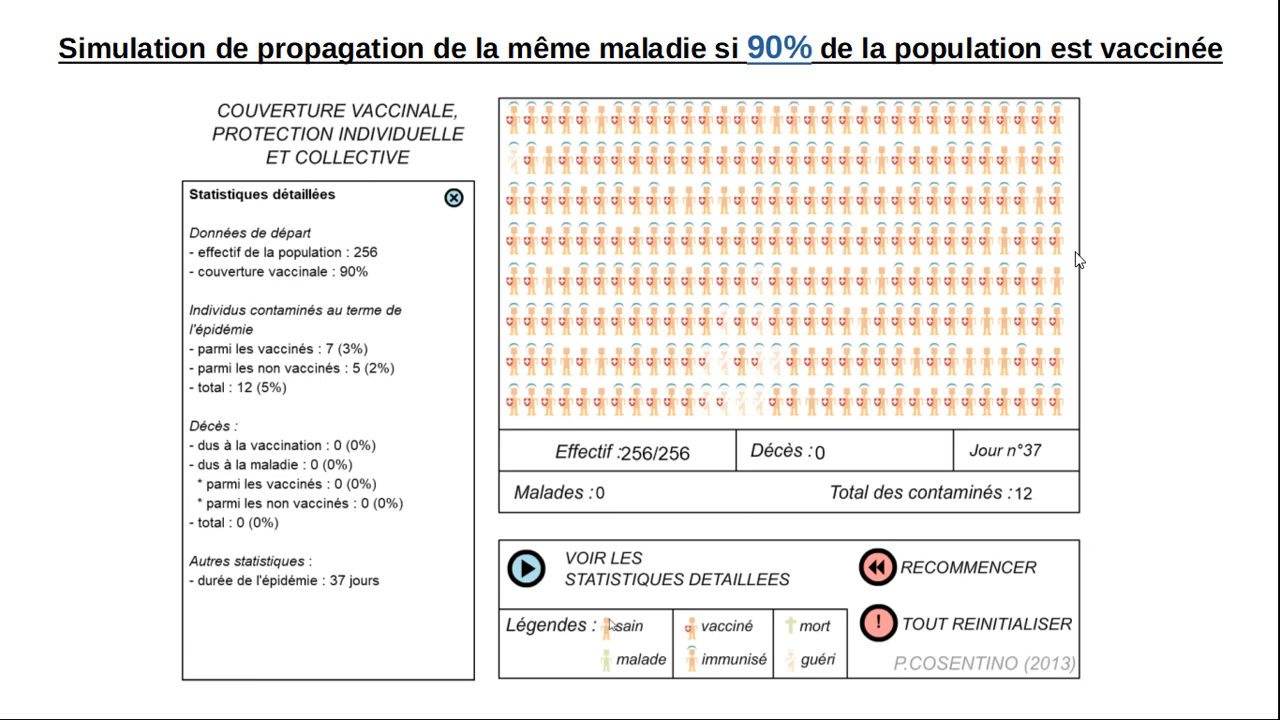 Simulation de propagation de la même maladie si 90% de la population est vaccinée
COUVERTURE VACCINALE,
PROTECTION INDIVIDUELLE
ET COLLECTIVE
Statistiques détaillées
Données de départ
- effectif de la population : 256
- couverture vaccinale : 90%
Individus contaminés au terme de
l'épidémie
- parmi les vaccinés : 7 (3%)
- parmi les non vaccinés : 5 (2%)
- total : 12 (5%)
Décès :
- dus à la vaccination : 0 (0%)
- dus à la maladie : 0 (0%)
* parmi les vaccinés : 0 (0%)
* parmi les non vaccinés : 0 (0%)
- total : 0 (0%)
Autres statistiques :
- durée de l'épidémie : 37 jours
Effectif :256/256
Décès :0
Jour n°37
Malades :0
Total des contaminés :12
VOIR LES
STATISTIQUES DETAILLEES
RECOMMENCER
! TOUT REINITIALISER
Légendes : sain
vacciné
mort
malade
immunisé
guéri
P.COSENTINO (2013)